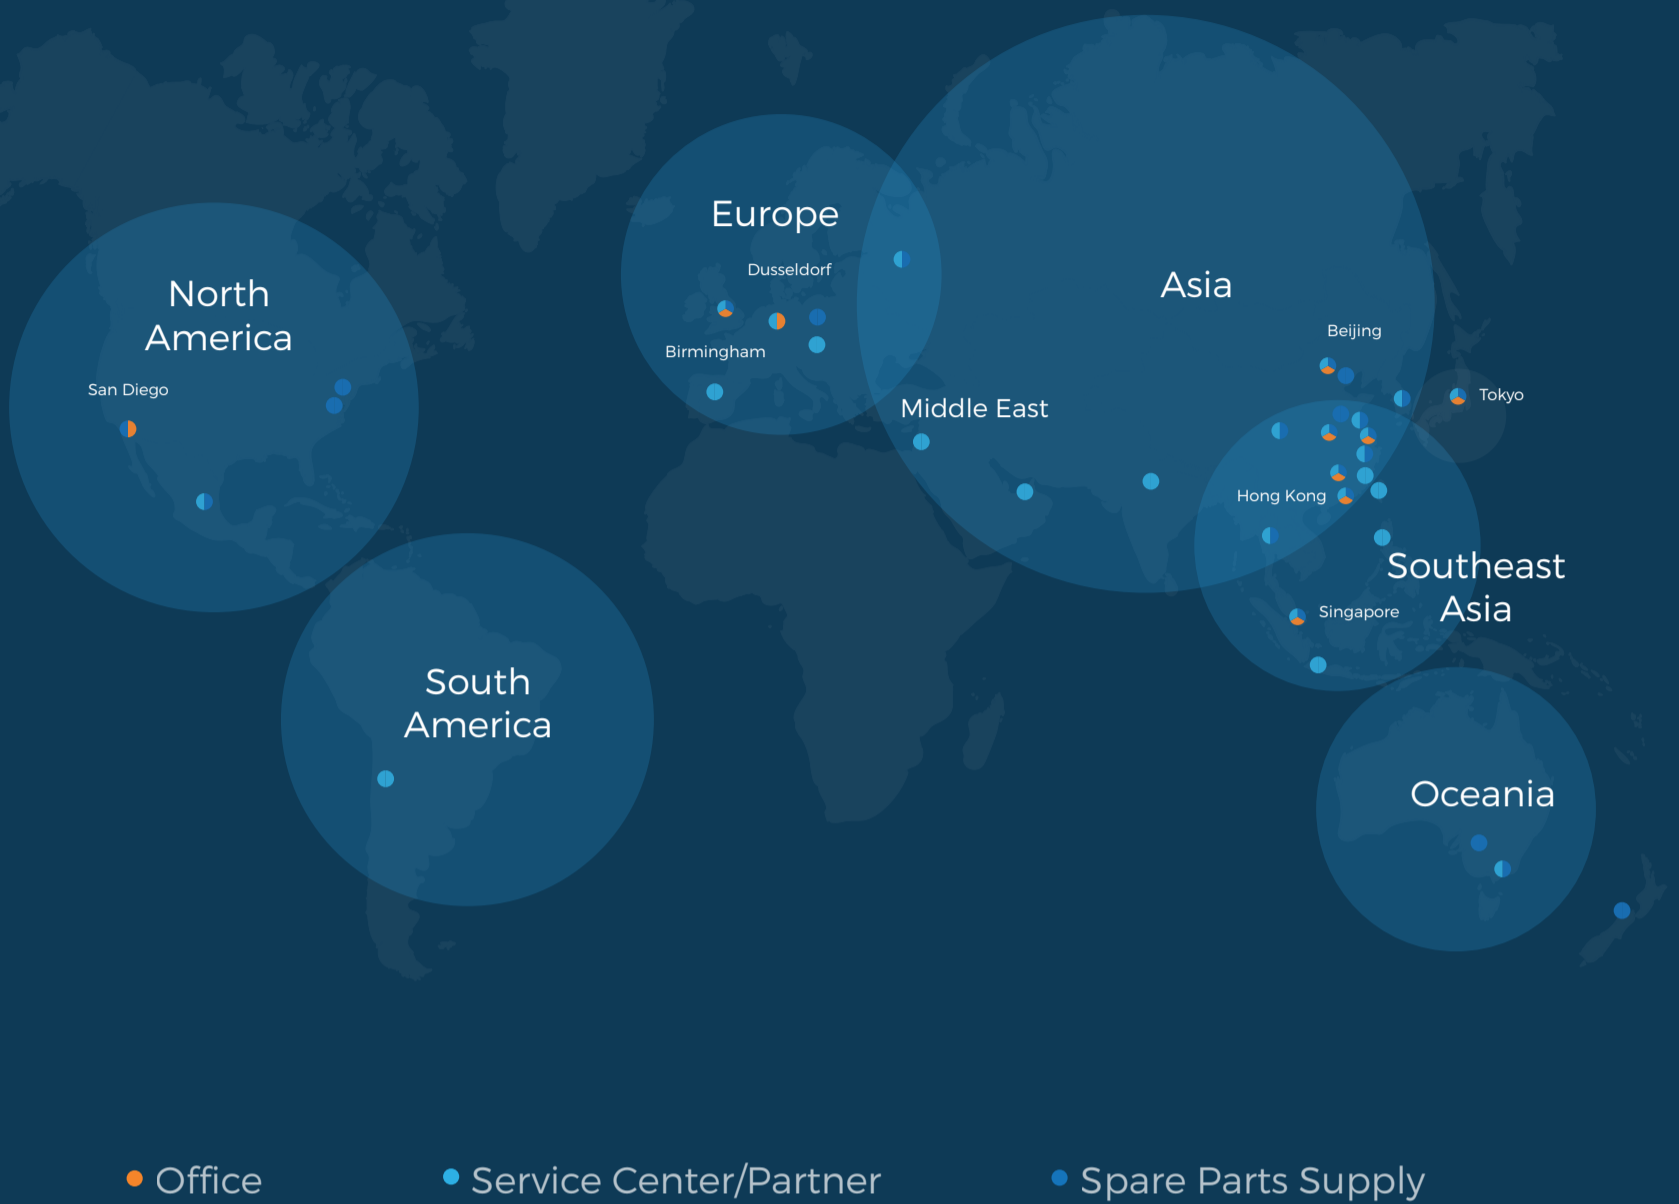 Europe
Dusseldorf
Birmingham
North
America
San Diego
Asia
Beijing
Tokyo
Middle East
Hong Kong
Southeast
Asia
Singapore
South
America
Oceania
Office
Service Center/Partner
Spare Parts Supply